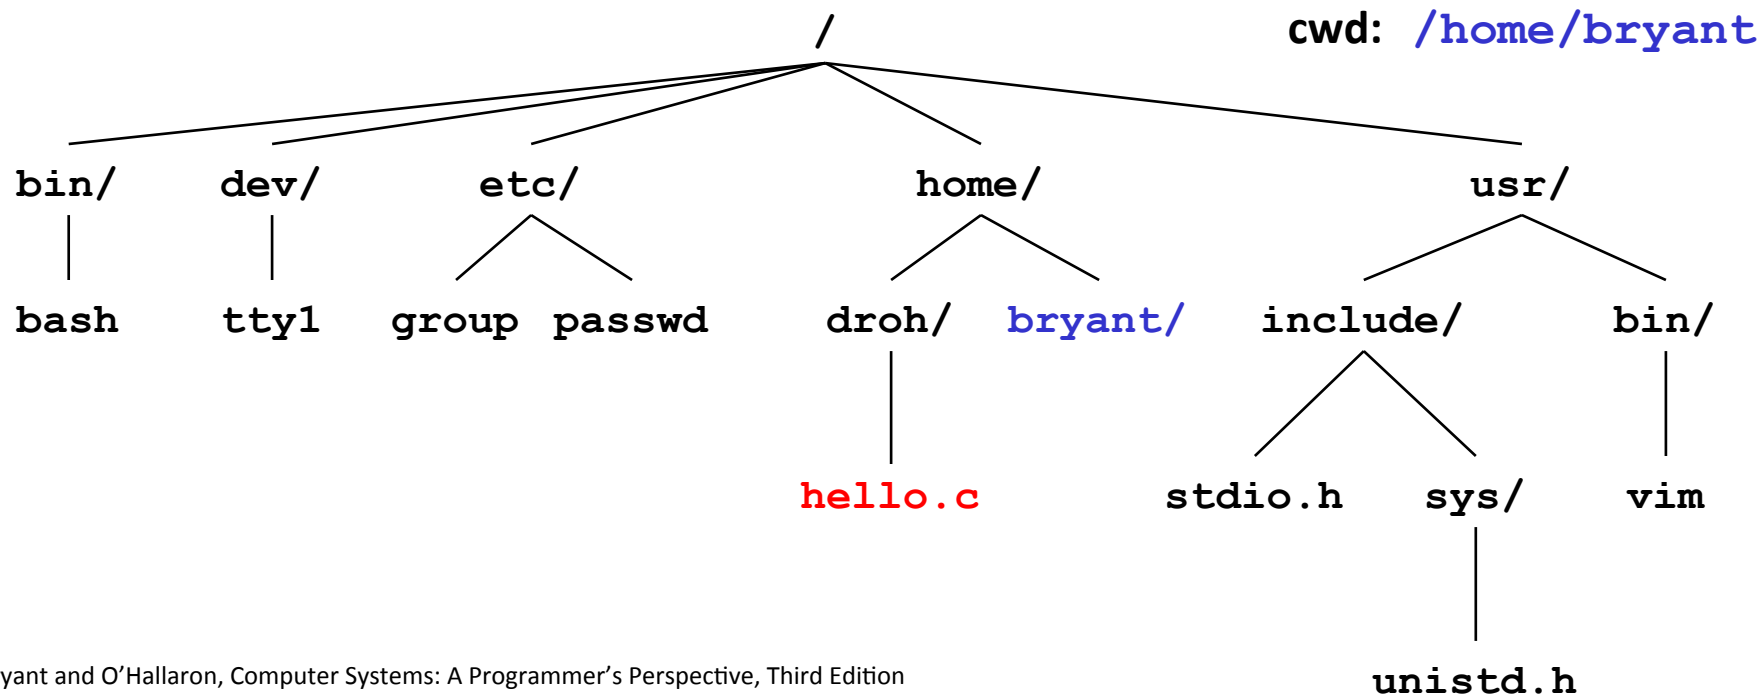 /
cwd: /home/bryant
bin/ dev/ etc/ home/ usr/
bash tty1 group passwd droh/ bryant/ include/ bin/
hello.c stdio.h sys/ vim
yant and O'Hallaron, Computer Systems: A Programmer's Perspective, Third Edition
unistd.h